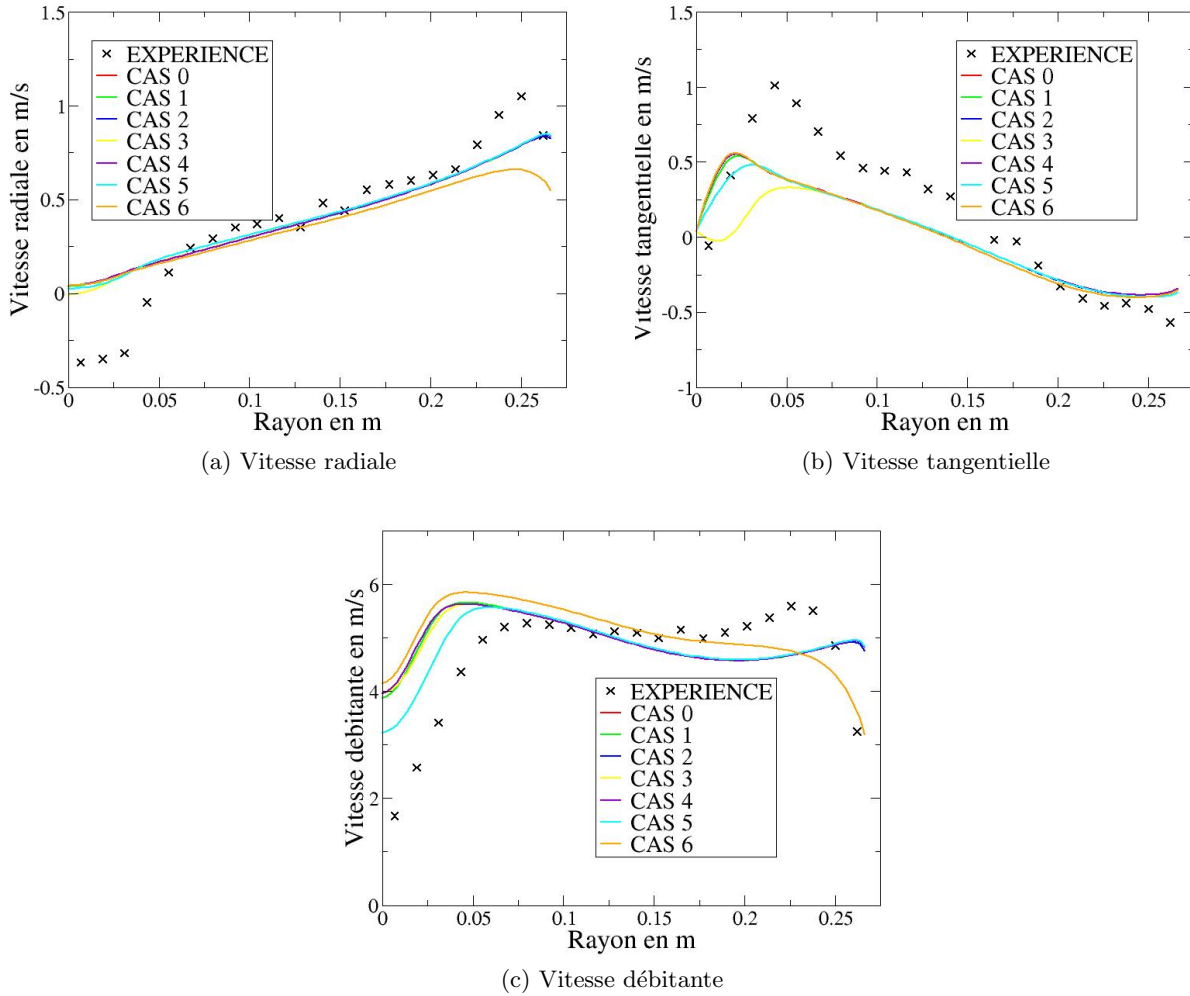 1.5
1
0.5
0
-0.5
Vitesse radiale en m/s
EXPERIENCE
CAS 0
CAS 1
CAS 2
CAS 3
CAS 4
CAS 5
CAS 6
0 0.05 0.1 0.15 0.2 0.25
Rayon en m
(a) Vitesse radiale
1.5
1
0.5
0
-0.5
-1
Vitesse tangentielle en m/s
EXPERIENCE
CAS 0
CAS 1
CAS 2
CAS 3
CAS 4
CAS 5
CAS 6
0 0.05 0.1 0.15 0.2 0.25
Rayon en m
(b) Vitesse tangentielle
6
4
2
0
Vitesse debitante en m/s
EXPERIENCE
CAS 0
CAS 1
CAS 2
CAS 3
CAS 4
CAS 5
CAS 6
0 0.05 0.1 0.15 0.2 0.25
Rayon en m
(c) Vitesse débitante